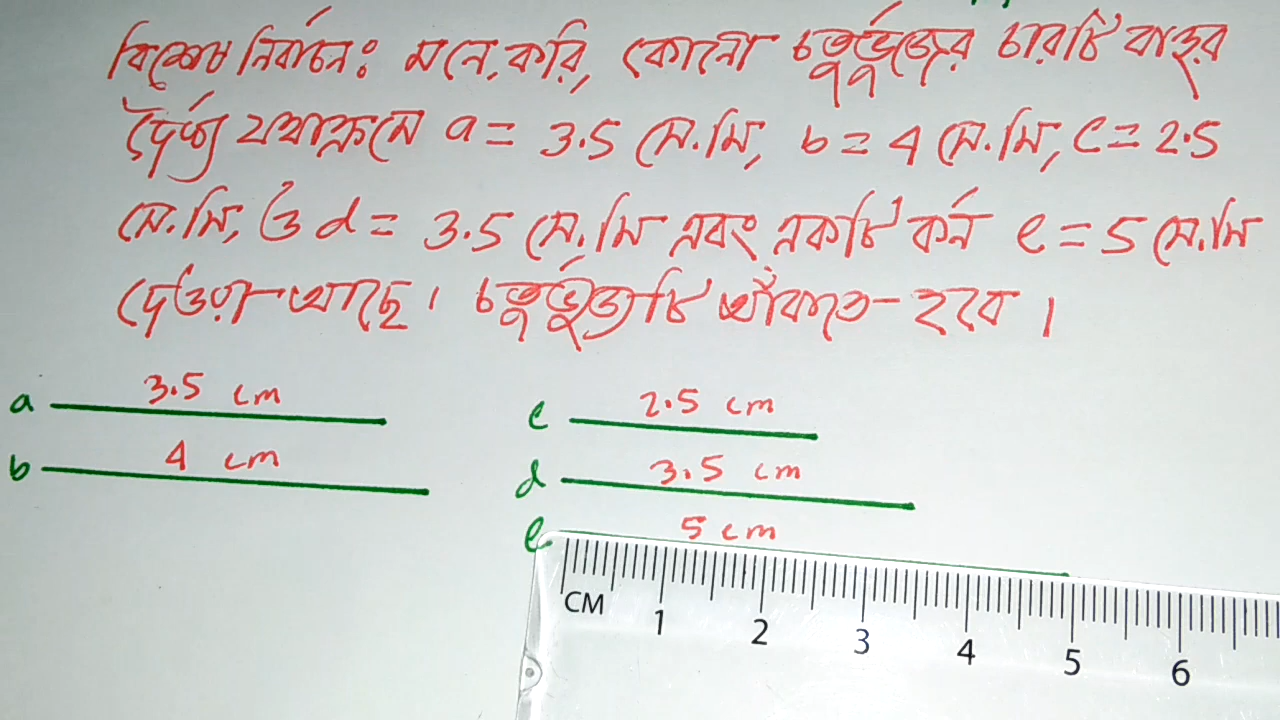 বিশেষ নির্বাচন: মনে, করি, কোনো চতুর্ভুজের চারটি বাহুর
দৈর্ঘ্য যথাক্রমে a = 3.5 সে.মি, b = 4 সে.মি, c = 2.5
সে.মি, ও d = 3.5 সে.মি এবং একটি কর্ন e = 5 সে.মি
দেওয়া আছে। চতুর্ভুজটি আঁকতে হবে।
a 3.5 cm
c 2.5 cm
b 4 cm
d 3.5 cm
e 5 cm
CM 1 2 3 4 5 6